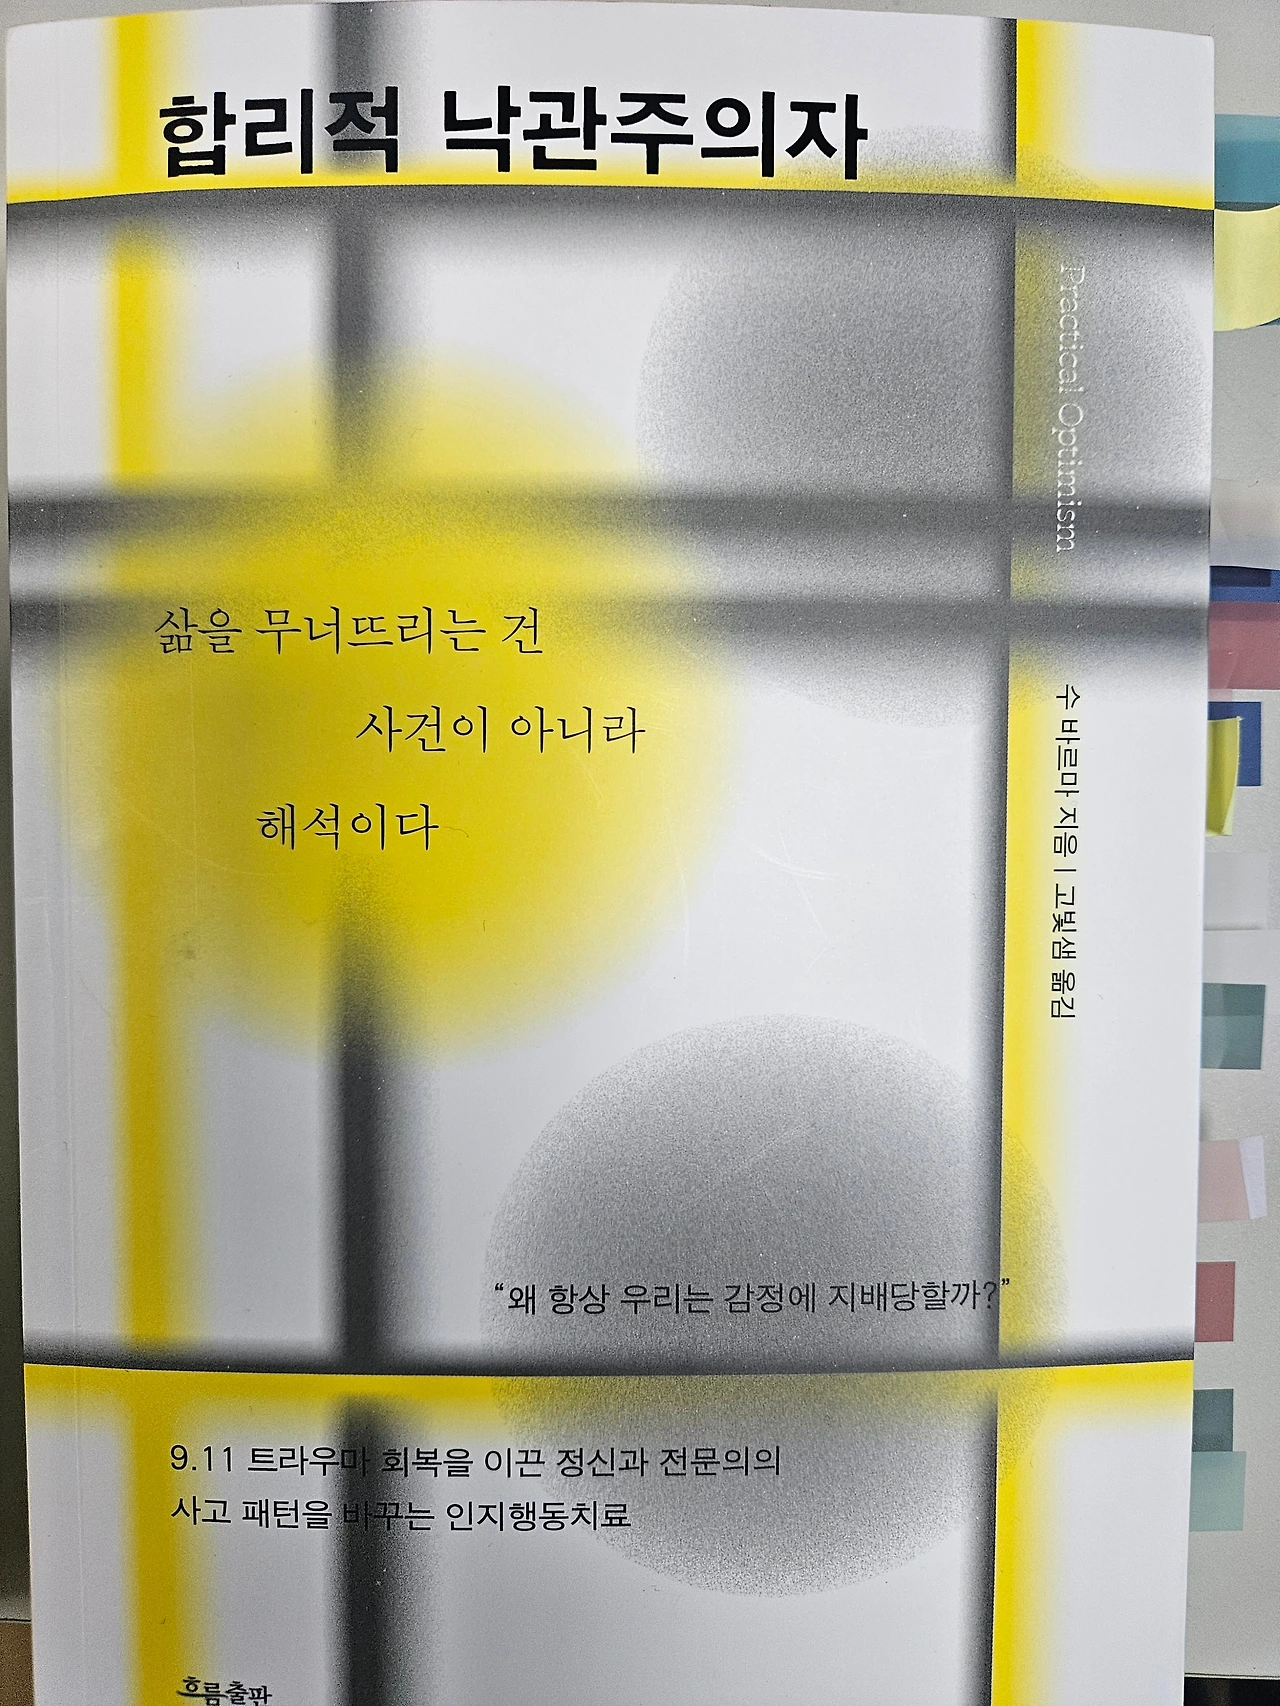 합리적 낙관주의자
Practical Optimism
수 바르마 지음 | 고빛샘 옮김
삶을 무너뜨리는 건
사건이 아니라
해석이다
“왜 항상 우리는 감정에 지배당할까?”
9.11 트라우마 회복을 이끈 정신과 전문의의
사고 패턴을 바꾸는 인지행동치료
흐름출판